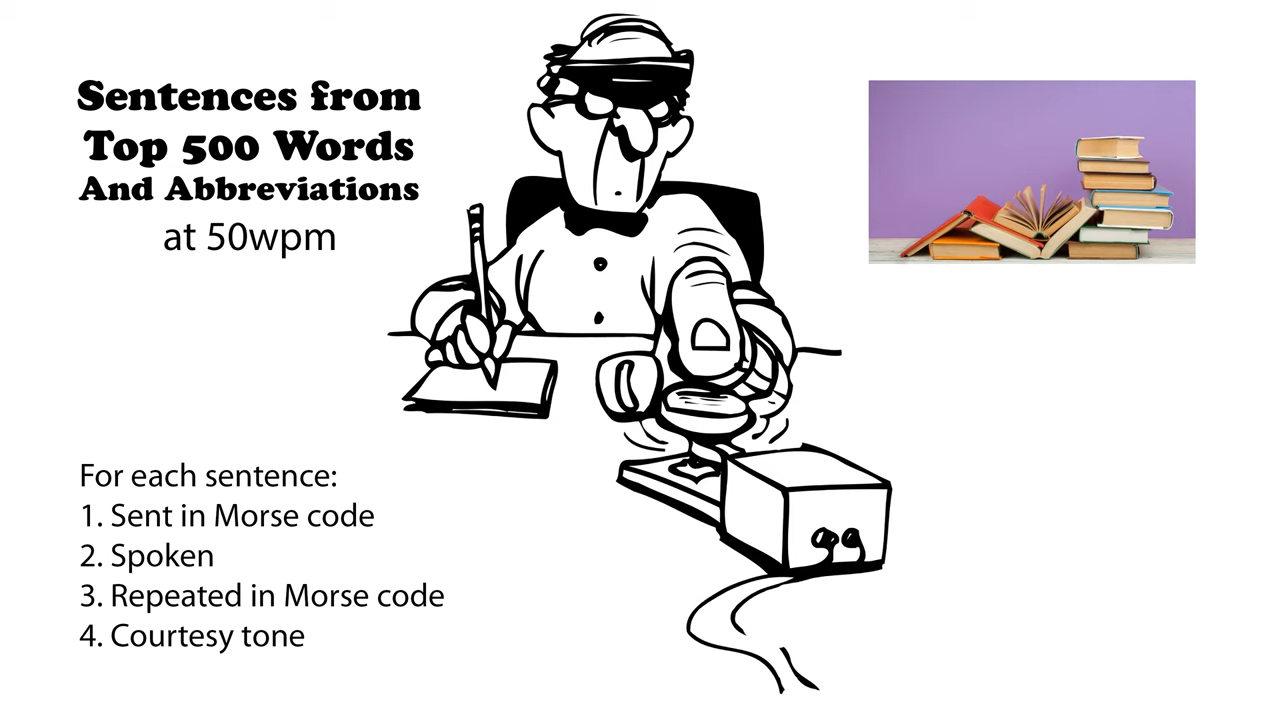 Sentences from
Top 500 Words
And Abbreviations
at 50wpm
For each sentence:
1. Sent in Morse code
2. Spoken
3. Repeated in Morse code
4. Courtesy tone